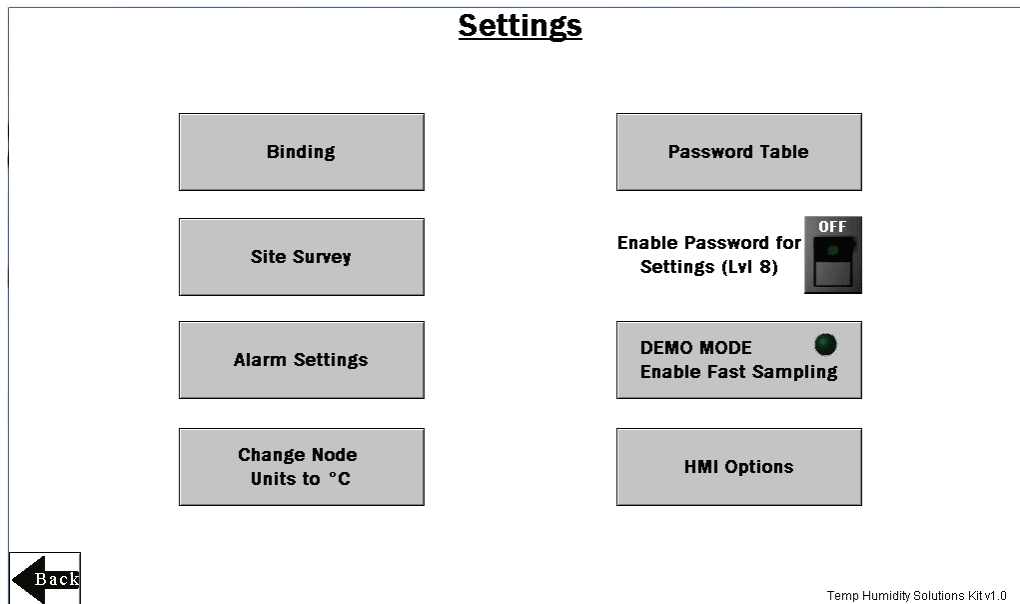 Settings
Binding
Password Table
Site Survey
Enable Password for
Settings (Lvl 8)
OFF
Alarm Settings
DEMO MODE
Enable Fast Sampling
Change Node
Units to °C
HMI Options
Back
Temp Humidity Solutions Kit v1.0